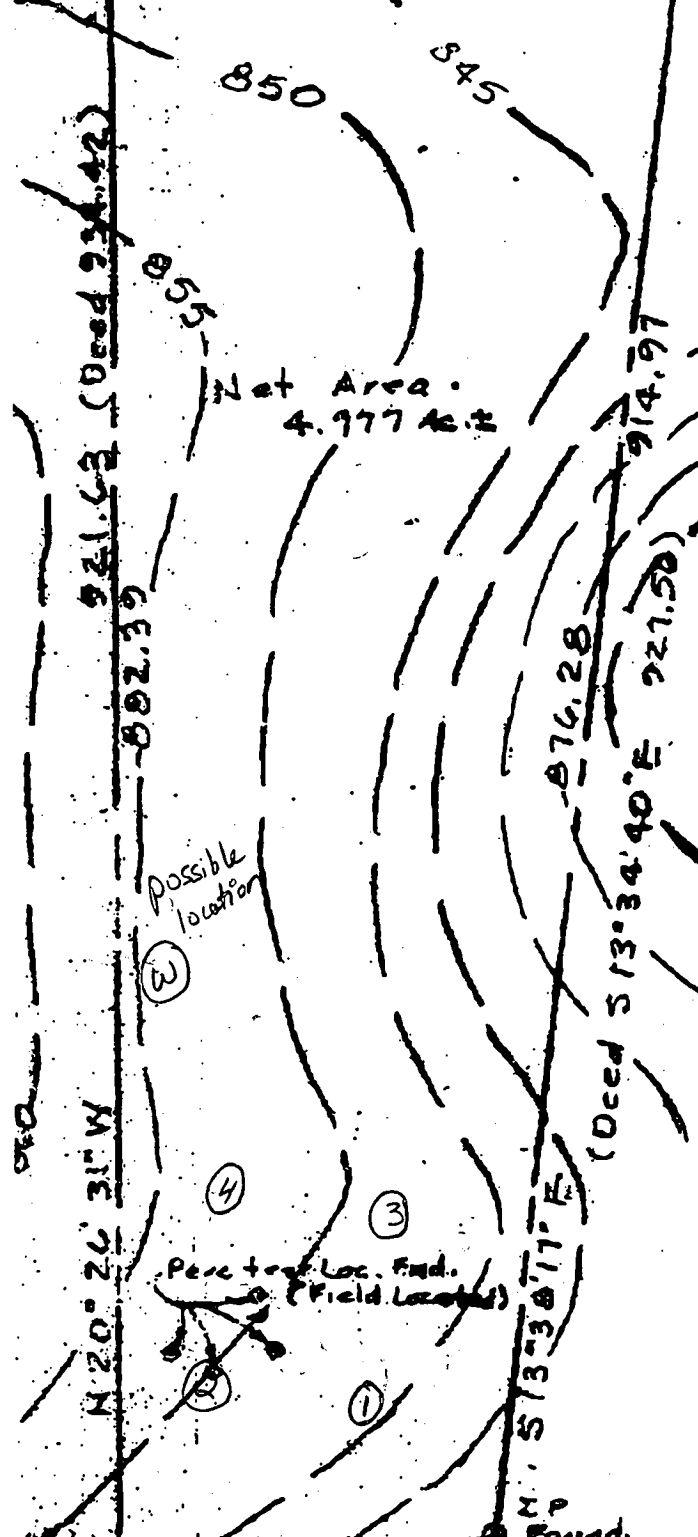 850
845
855
Net Area
4.977 Ac.±
921.63 (Deed 934.42)
882.39
N 20° 26' 31" W
914.97
876.28
(Deed S 13° 34' 40" E 927.50)
S 13° 38' 17" E
possible
location
W
4
3
Perc test Loc. Fnd.
(Field Located)
2
1
Found.